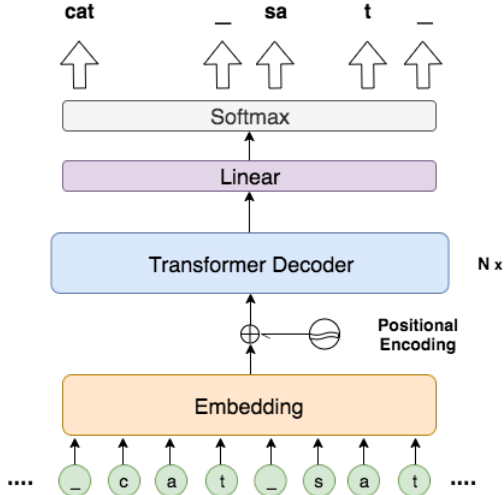 cat _ sa t _
Softmax
Linear
Transformer Decoder
N x
Positional
Encoding
Embedding
.... _ c a t _ s a t ....